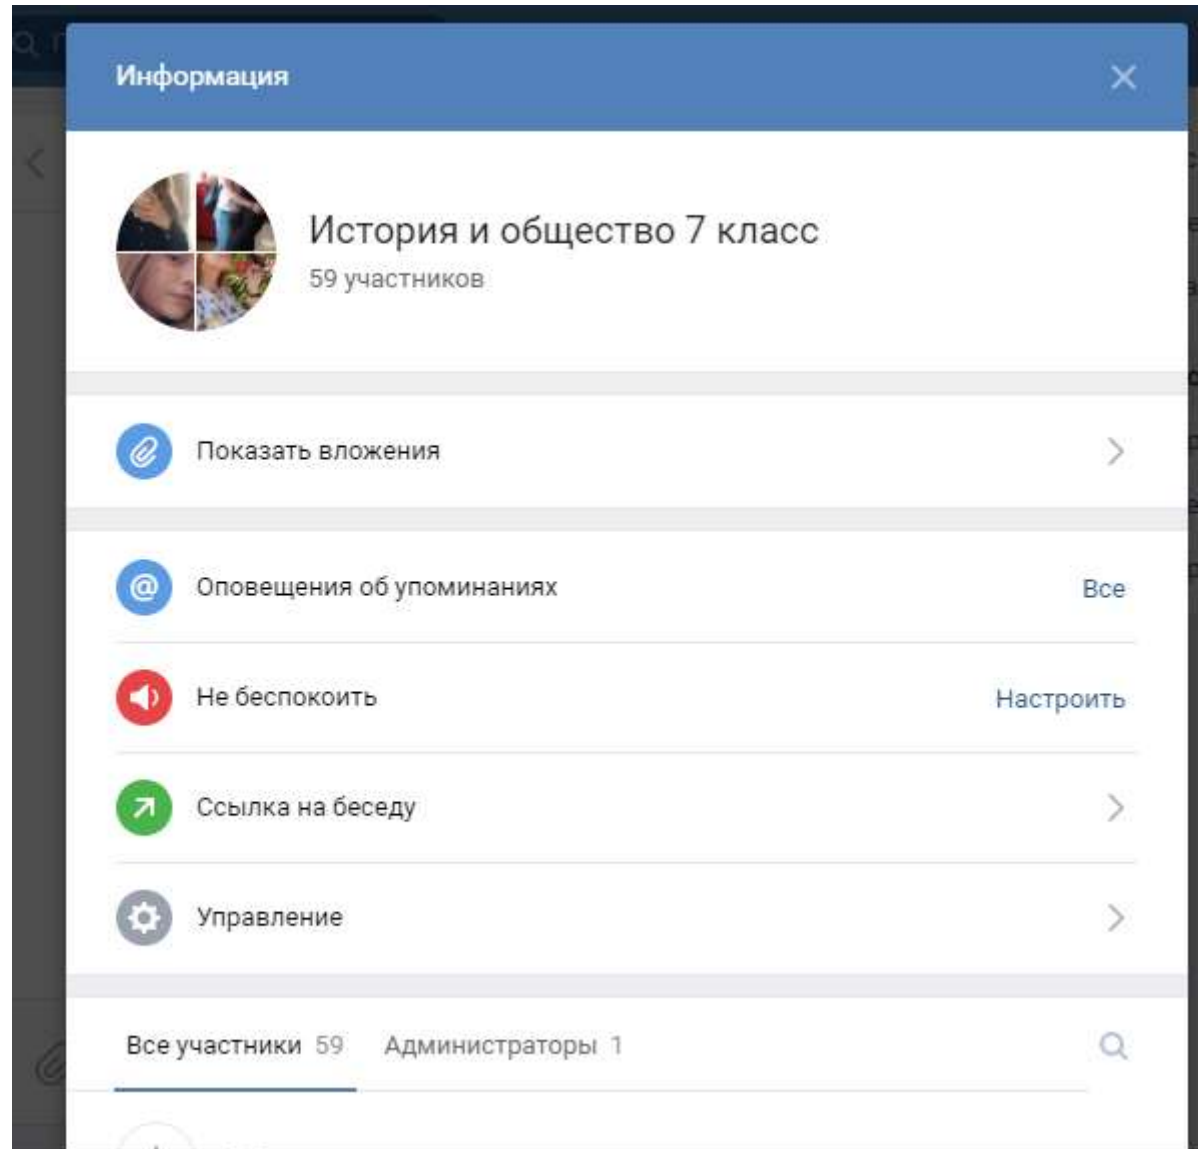 Информация
История и общество 7 класс
59 участников
Показать вложения
Оповещения об упоминаниях Все
Не беспокоить Настроить
Ссылка на беседу
Управление
Все участники 59 Администраторы 1